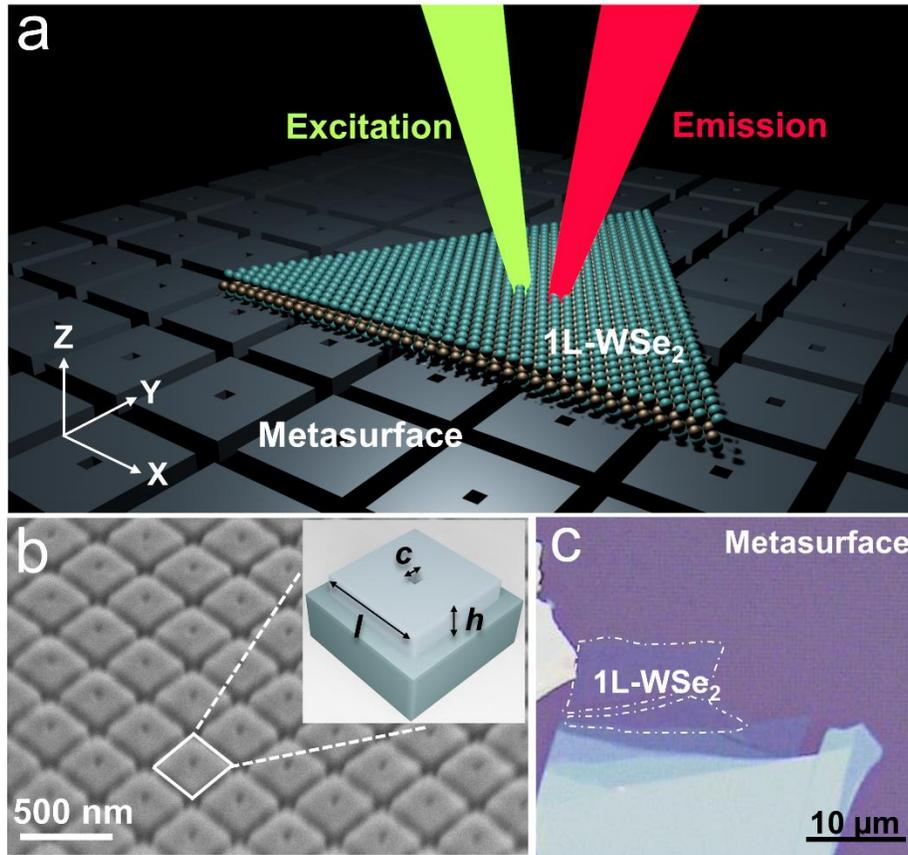 a
Excitation
Emission
1L-WSe₂
Z
Y
X
Metasurface
b
c
l
h
500 nm
c
Metasurface
1L-WSe₂
10 µm